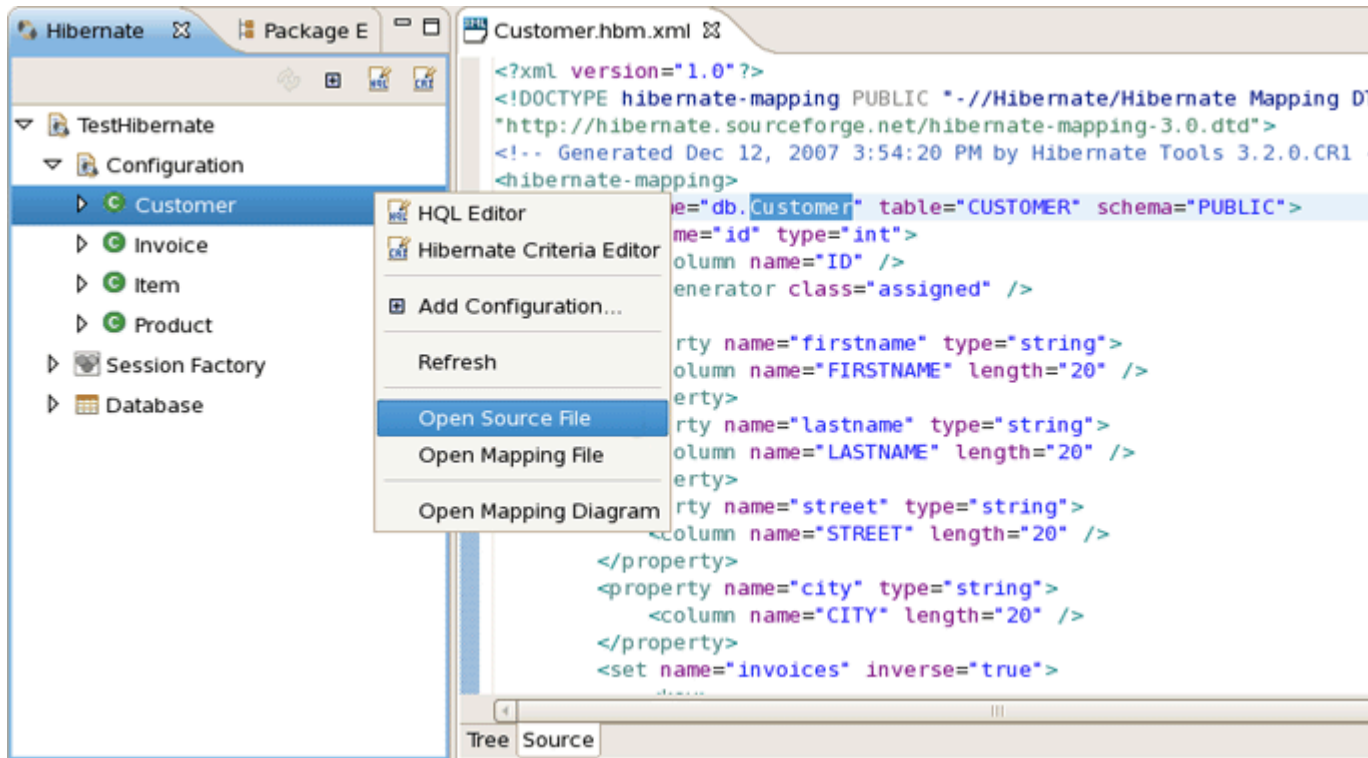 Hibernate
Package E
Customer.hbm.xml
HQL
CRI
TestHibernate
Configuration
Customer
Invoice
Item
Product
Session Factory
Database
HQL Editor
Hibernate Criteria Editor
Add Configuration...
Refresh
Open Source File
Open Mapping File
Open Mapping Diagram
<?xml version="1.0"?>
<!DOCTYPE hibernate-mapping PUBLIC "-//Hibernate/Hibernate Mapping DT
"http://hibernate.sourceforge.net/hibernate-mapping-3.0.dtd">
<!-- Generated Dec 12, 2007 3:54:20 PM by Hibernate Tools 3.2.0.CR1
<hibernate-mapping>
e="db.Customer" table="CUSTOMER" schema="PUBLIC">
me="id" type="int">
olumn name="ID" />
enerator class="assigned" />
rty name="firstname" type="string">
olumn name="FIRSTNAME" length="20" />
erty>
rty name="lastname" type="string">
olumn name="LASTNAME" length="20" />
erty>
rty name="street" type="string">
<column name="STREET" length="20" />
</property>
<property name="city" type="string">
<column name="CITY" length="20" />
</property>
<set name="invoices" inverse="true">
Tree
Source